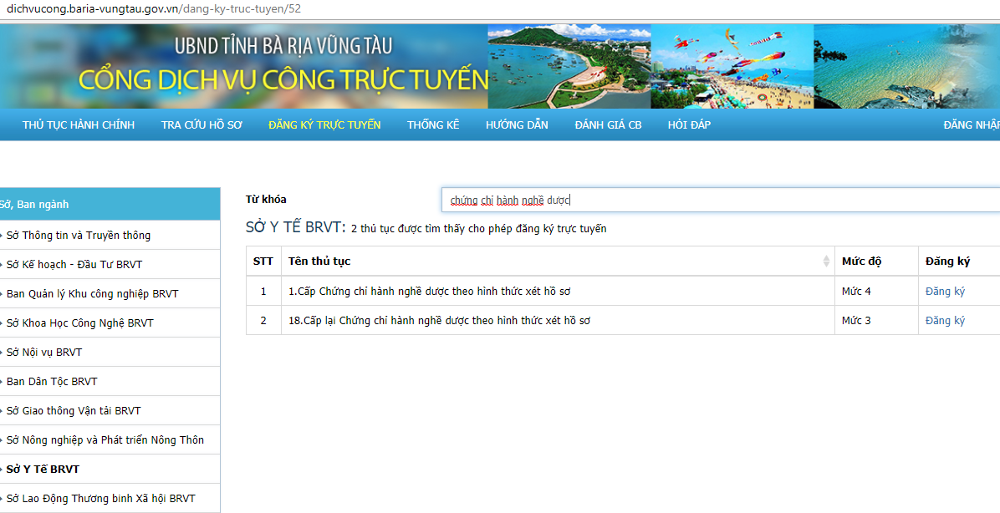 dichvucong.baria-vungtau.gov.vn/dang-ky-truc-tuyen/52
UBND TỈNH BÀ RỊA VŨNG TÀU
CỔNG DỊCH VỤ CÔNG TRỰC TUYẾN
THỦ TỤC HÀNH CHÍNH TRA CỨU HỒ SƠ ĐĂNG KÝ TRỰC TUYẾN THỐNG KÊ HƯỚNG DẪN ĐÁNH GIÁ CB HỎI ĐÁP ĐĂNG NHẬP
Sở, Ban ngành
Sở Thông tin và Truyền thông
Sở Kế hoạch - Đầu Tư BRVT
Ban Quản lý Khu công nghiệp BRVT
Sở Khoa Học Công Nghệ BRVT
Sở Nội vụ BRVT
Ban Dân Tộc BRVT
Sở Giao thông Vận tải BRVT
Sở Nông nghiệp và Phát triển Nông Thôn
Sở Y Tế BRVT
Sở Lao Động Thương binh Xã hội BRVT
Từ khóa chứng chỉ hành nghề dược
SỞ Y TẾ BRVT: 2 thủ tục được tìm thấy cho phép đăng ký trực tuyến
STT Tên thủ tục Mức độ Đăng ký
1 1.Cấp Chứng chỉ hành nghề dược theo hình thức xét hồ sơ Mức 4 Đăng ký
2 18.Cấp lại Chứng chỉ hành nghề dược theo hình thức xét hồ sơ Mức 3 Đăng ký